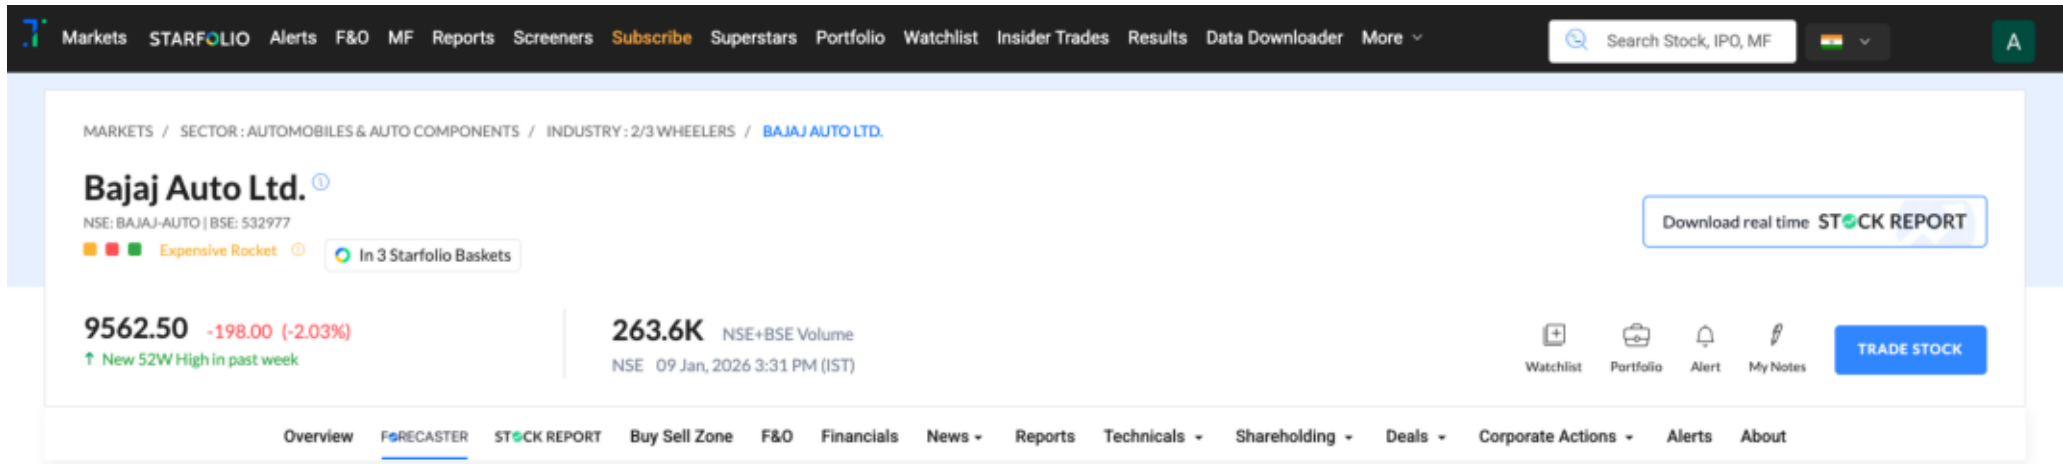 Markets STARFOLIO Alerts F&O MF Reports Screeners Subscribe Superstars Portfolio Watchlist Insider Trades Results Data Downloader More Search Stock, IPO, MF A
MARKETS / SECTOR : AUTOMOBILES & AUTO COMPONENTS / INDUSTRY : 2/3 WHEELERS / BAJAJ AUTO LTD.
Bajaj Auto Ltd.
NSE: BAJAJ-AUTO | BSE: 532977
Expensive Rocket In 3 Starfolio Baskets
Download real time STOCK REPORT
9562.50 -198.00 (-2.03%)
↑ New 52W High in past week
263.6K NSE+BSE Volume
NSE 09 Jan, 2026 3:31 PM (IST)
Watchlist Portfolio Alert My Notes TRADE STOCK
Overview FORECASTER STOCK REPORT Buy Sell Zone F&O Financials News Reports Technicals Shareholding Deals Corporate Actions Alerts About